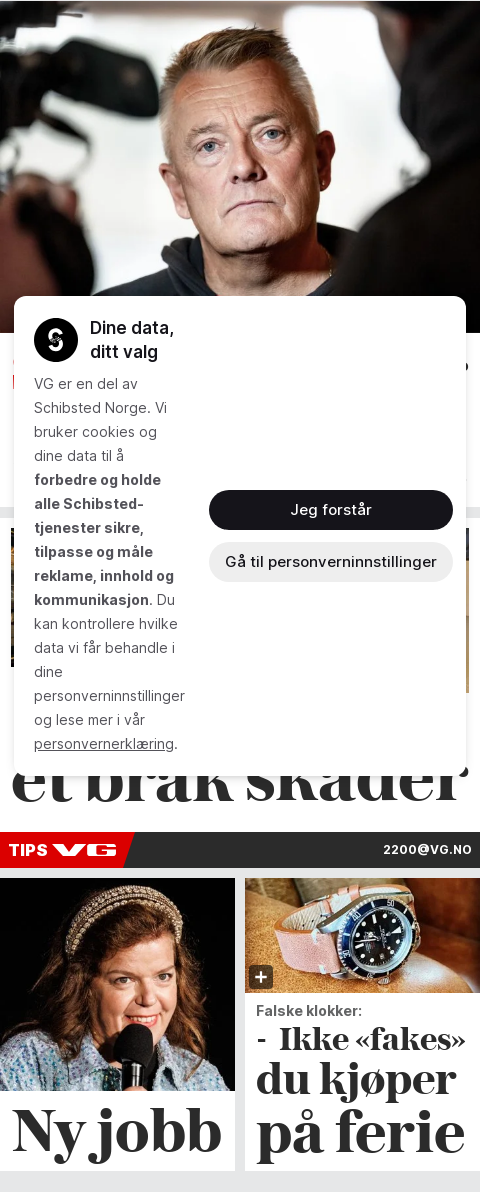 Dine data,
ditt valg
VG er en del av
Schibsted Norge. Vi
bruker cookies og
dine data til å
forbedre og holde
alle Schibsted-
tjenester sikre,
tilpasse og måle
reklame, innhold og
kommunikasjon. Du
kan kontrollere hvilke
data vi får behandle i
dine
personverninnstillinger
og lese mer i vår
personvernerklæring.
Jeg forstår
Gå til personverninnstillinger
et brak skader
TIPS VG
2200@VG.NO
Ny jobb
Falske klokker:
- Ikke «fakes»
du kjøper
på ferie